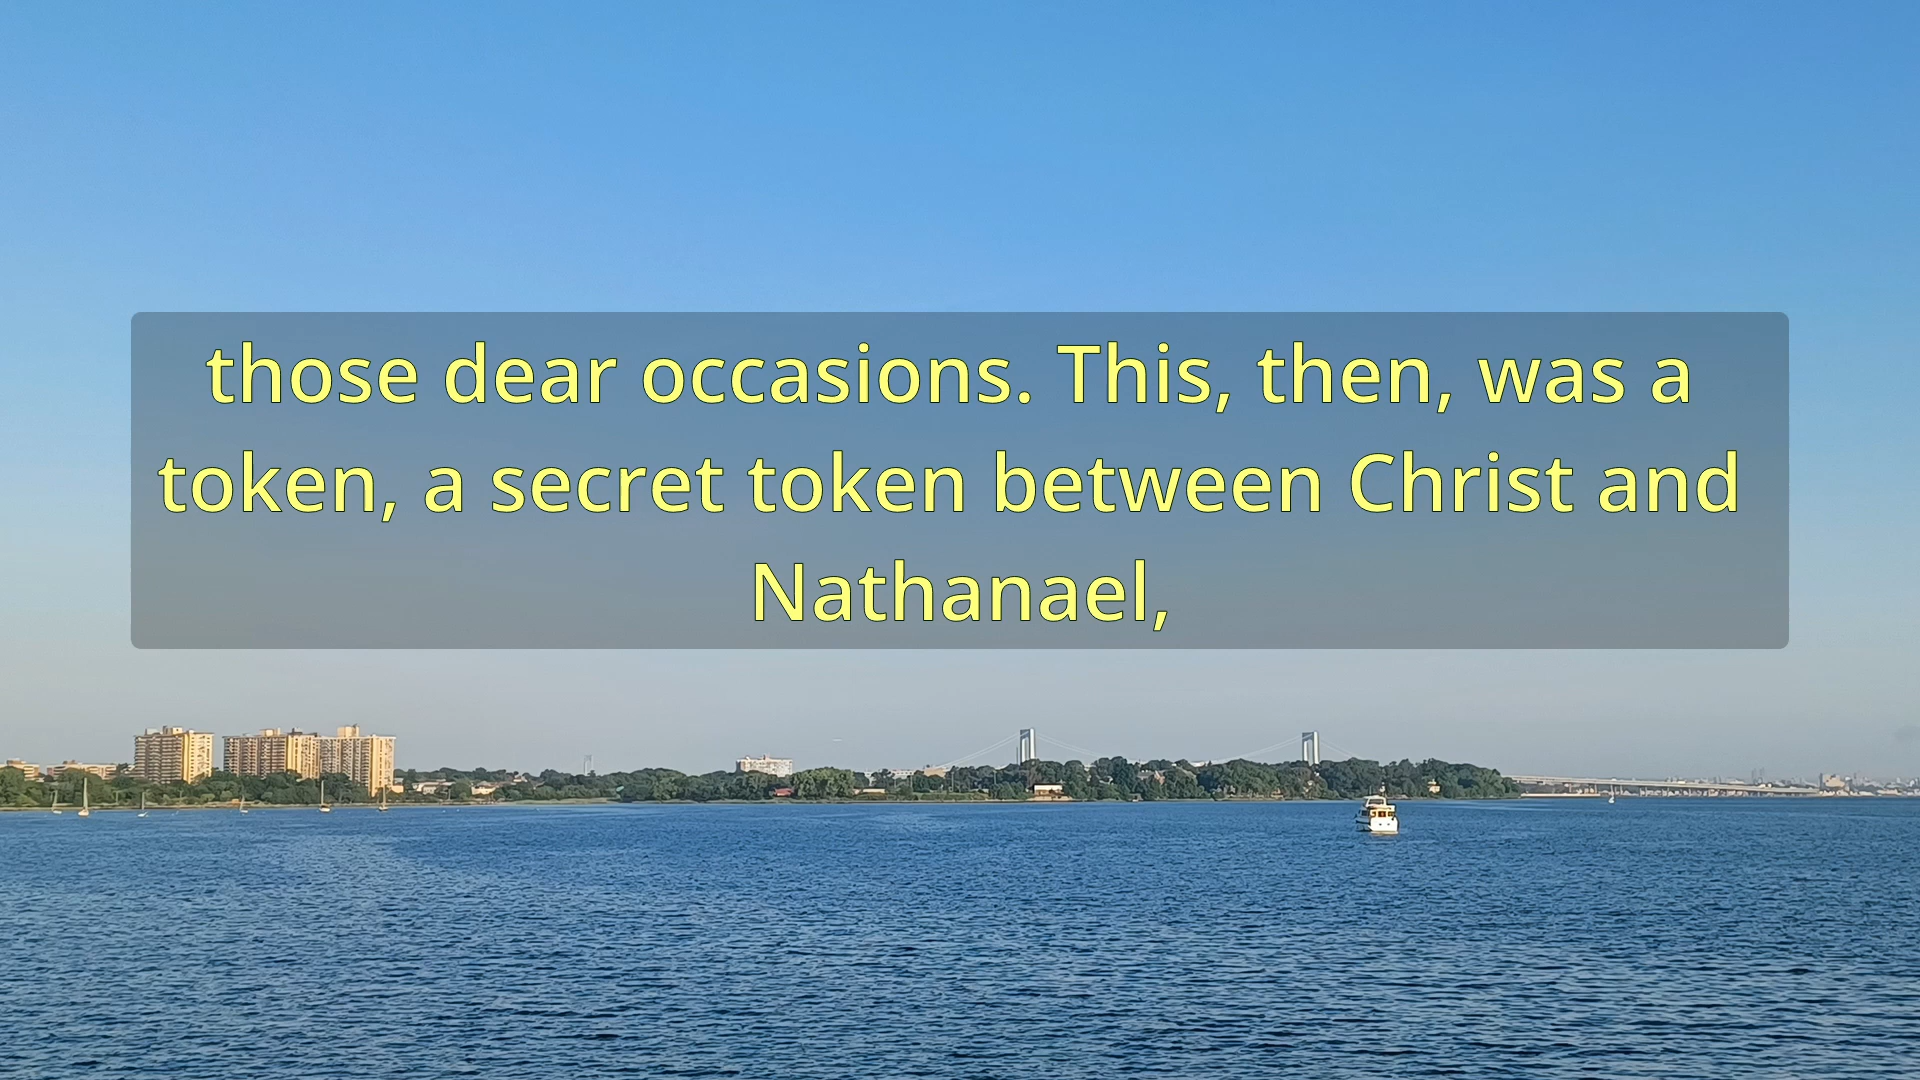 those dear occasions. This, then, was a
token, a secret token between Christ and
Nathanael,